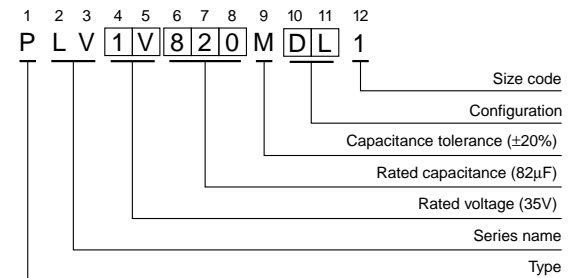 1 2 3 4 5 6 7 8 9 10 11 12
P L V 1 V 8 2 0 M D L 1
Size code
Configuration
Capacitance tolerance (±20%)
Rated capacitance (82μF)
Rated voltage (35V)
Series name
Type